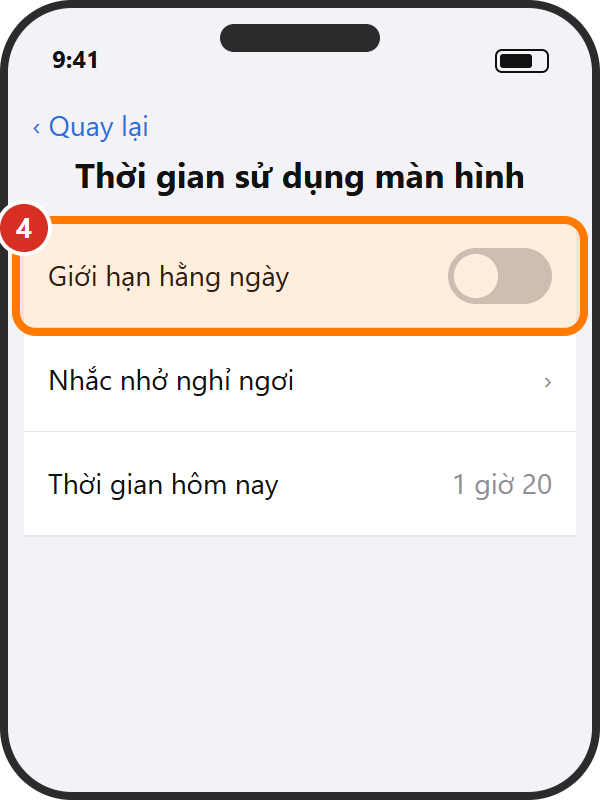 9:41
‹ Quay lại
Thời gian sử dụng màn hình
4
Giới hạn hằng ngày
Nhắc nhở nghỉ ngơi ›
Thời gian hôm nay 1 giờ 20